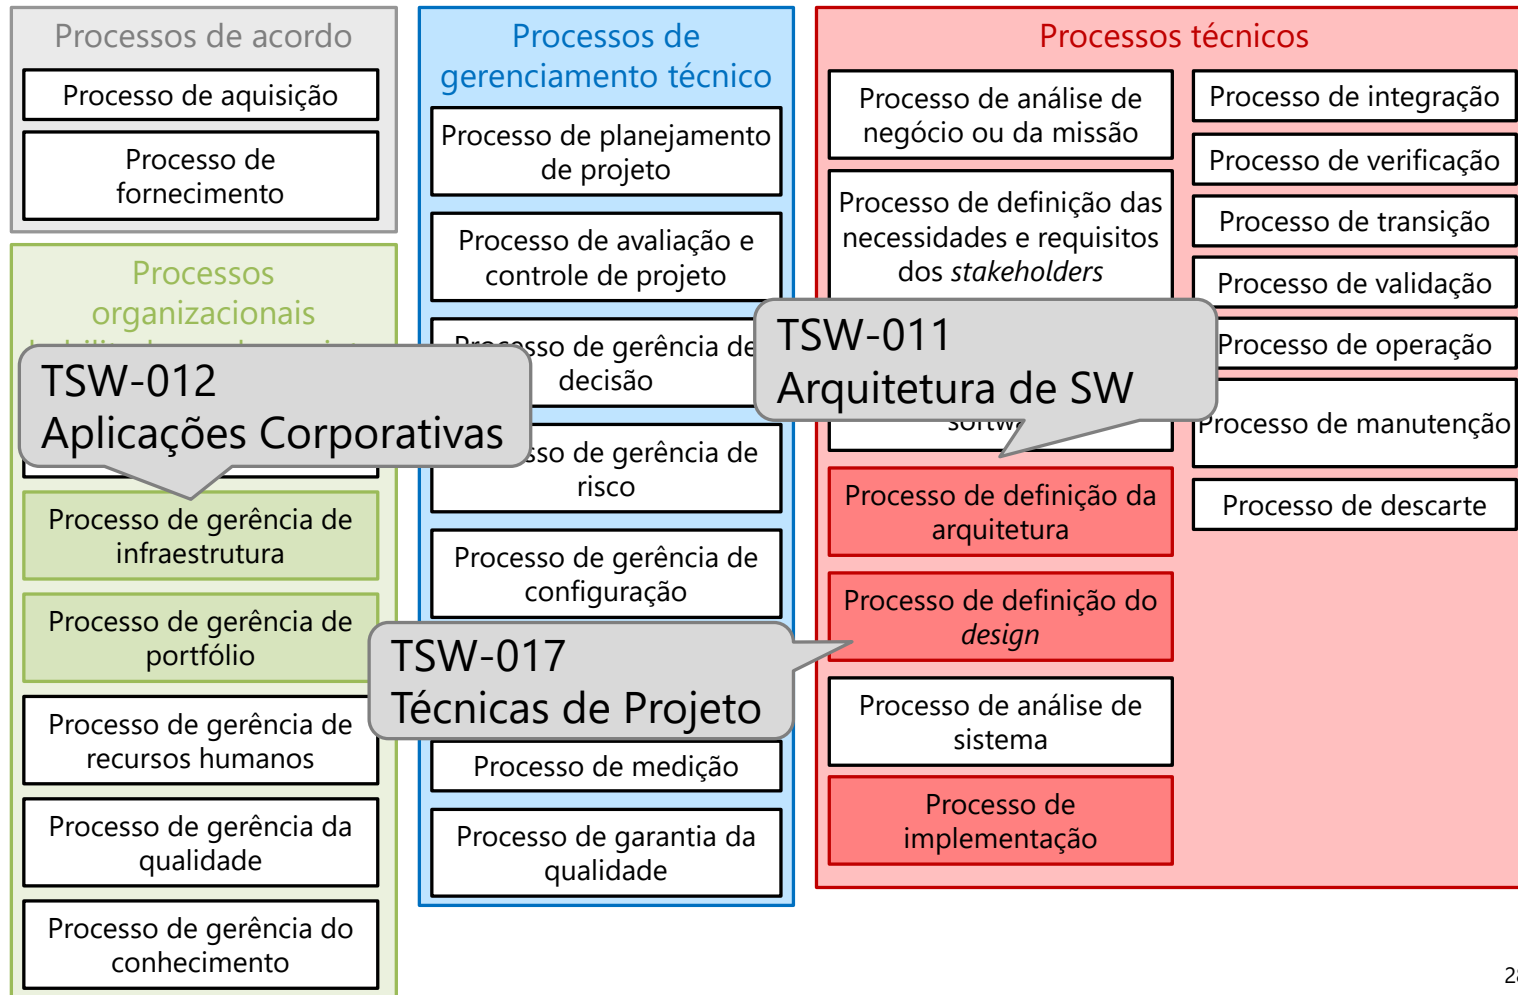 Processos de acordo
Processo de aquisição
Processo de
fornecimento
Processos
organizacionais
TSW-012
Aplicações Corporativas
Processo de gerência de
infraestrutura
Processo de gerência de
portfólio
Processo de gerência de
recursos humanos
Processo de gerência da
qualidade
Processo de gerência do
conhecimento
Processos de
gerenciamento técnico
Processo de planejamento
de projeto
Processo de avaliação e
controle de projeto
de gerência de
decisão
de gerência de
risco
Processo de gerência de
configuração
TSW-017
Técnicas de Projeto
Processo de medição
Processo de garantia da
qualidade
Processos técnicos
Processo de análise de
negócio ou da missão
Processo de definição das
necessidades e requisitos
dos stakeholders
TSW-011
Arquitetura de SW
Processo de definição da
arquitetura
Processo de definição do
design
Processo de análise de
sistema
Processo de
implementação
Processo de integração
Processo de verificação
Processo de transição
Processo de validação
Processo de operação
Processo de manutenção
Processo de descarte